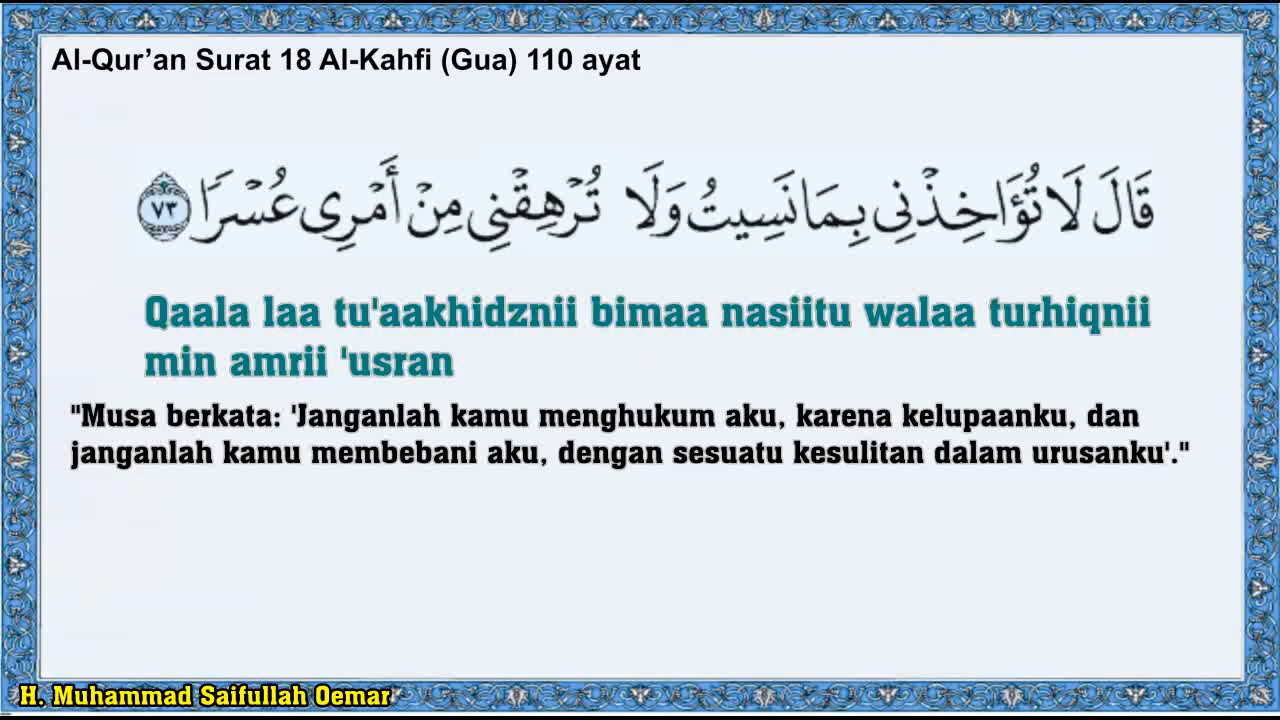 Al-Qur’an Surat 18 Al-Kahfi (Gua) 110 ayat
قَالَ لَا تُؤَاخِذْنِى بِمَا نَسِيتُ وَلَا تُرْهِقْنِى مِنْ أَمْرِى عُسْرًا ٧٣
Qaala laa tu'aakhidznii bimaa nasiitu walaa turhiqnii
min amrii 'usran
"Musa berkata: 'Janganlah kamu menghukum aku, karena kelupaanku, dan
janganlah kamu membebani aku, dengan sesuatu kesulitan dalam urusanku'."
H. Muhammad Saifullah Oemar